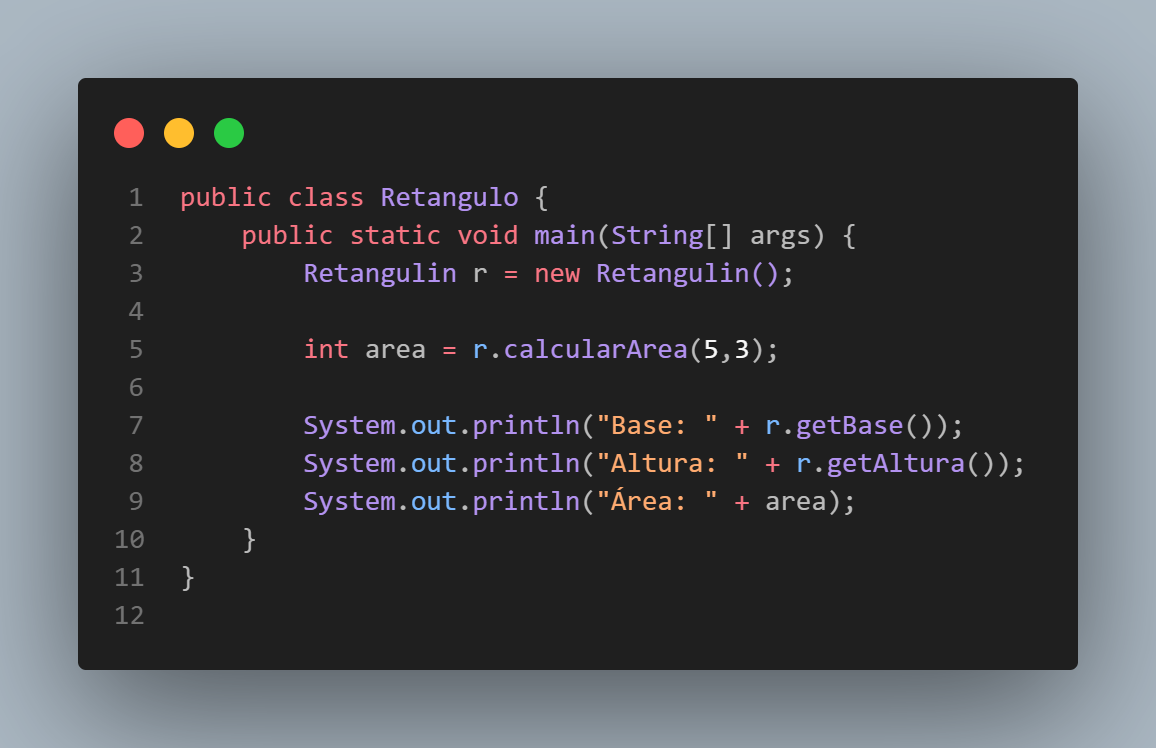 1 public class Retangulo {
2     public static void main(String[] args) {
3         Retangulin r = new Retangulin();
4
5         int area = r.calcularArea(5,3);
6
7         System.out.println("Base: " + r.getBase());
8         System.out.println("Altura: " + r.getAltura());
9         System.out.println("Área: " + area);
10     }
11 }
12